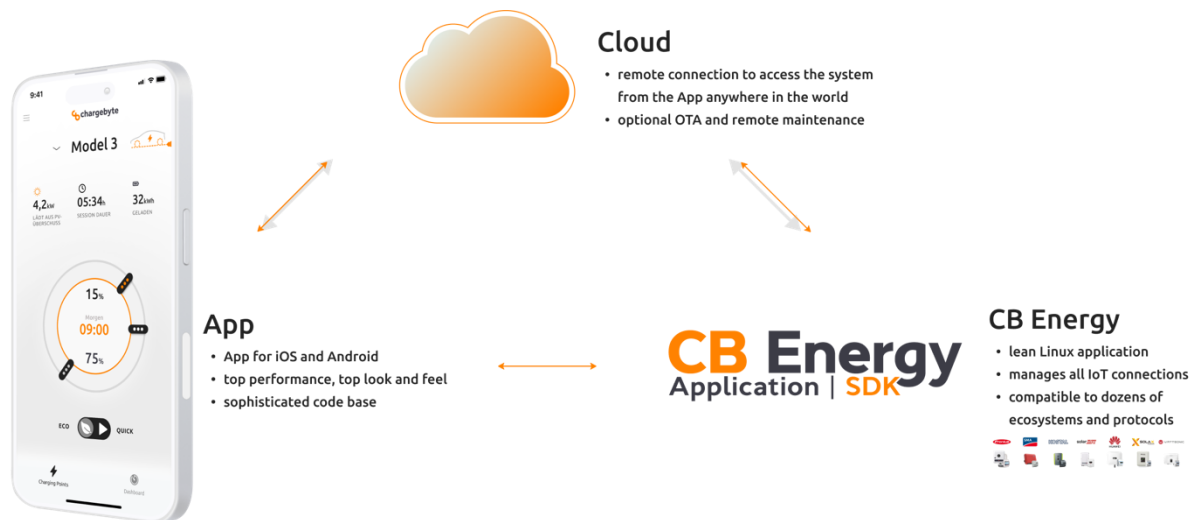 Cloud
• remote connection to access the system
from the App anywhere in the world
• optional OTA and remote maintenance
9:41
chargebyte
Model 3
4,2kW
LÄDT AUS PV-
ÜBERSCHUSS
05:34h
SESSION DAUER
32kWh
GELADEN
15%
Morgen
09:00
75%
ECO
QUICK
Charging Points
Dashboard
App
• App for iOS and Android
• top performance, top look and feel
• sophisticated code base
CB Energy
Application | SDK
CB Energy
• lean Linux application
• manages all IoT connections
• compatible to dozens of
ecosystems and protocols
SMA
HUAWEI